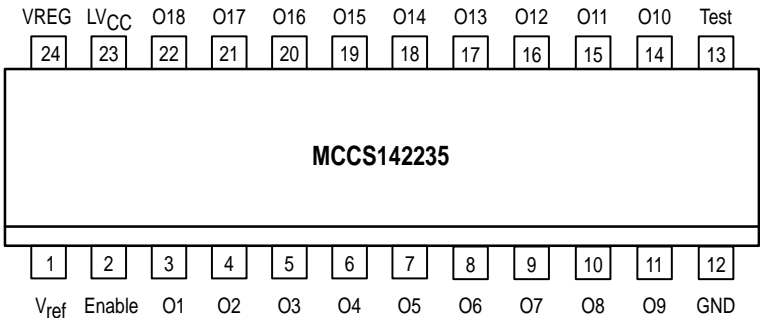 VREG LVCC O18 O17 O16 O15 O14 O13 O12 O11 O10 Test
24 23 22 21 20 19 18 17 16 15 14 13
MCCS142235
1 2 3 4 5 6 7 8 9 10 11 12
Vref Enable O1 O2 O3 O4 O5 O6 O7 O8 O9 GND